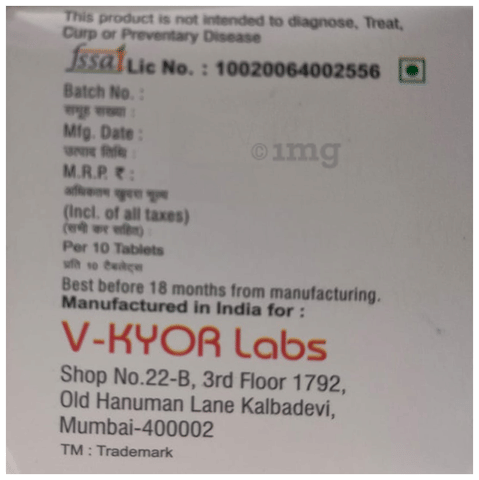 This product is not intended to diagnose, Treat,
Curp or Preventary Disease
fssai Lic No. : 10020064002556
Batch No. :
समूह संख्या :
Mfg. Date :
उत्पाद तिथि :
M.R.P. ₹ :
अधिकतम खुदरा मूल्य
(Incl. of all taxes)
(सभी कर सहित) :
Per 10 Tablets
प्रति १० टैबलेट्स
Best before 18 months from manufacturing.
Manufactured in India for :
V-KYOR Labs
Shop No.22-B, 3rd Floor 1792,
Old Hanuman Lane Kalbadevi,
Mumbai-400002
TM : Trademark
©1mg